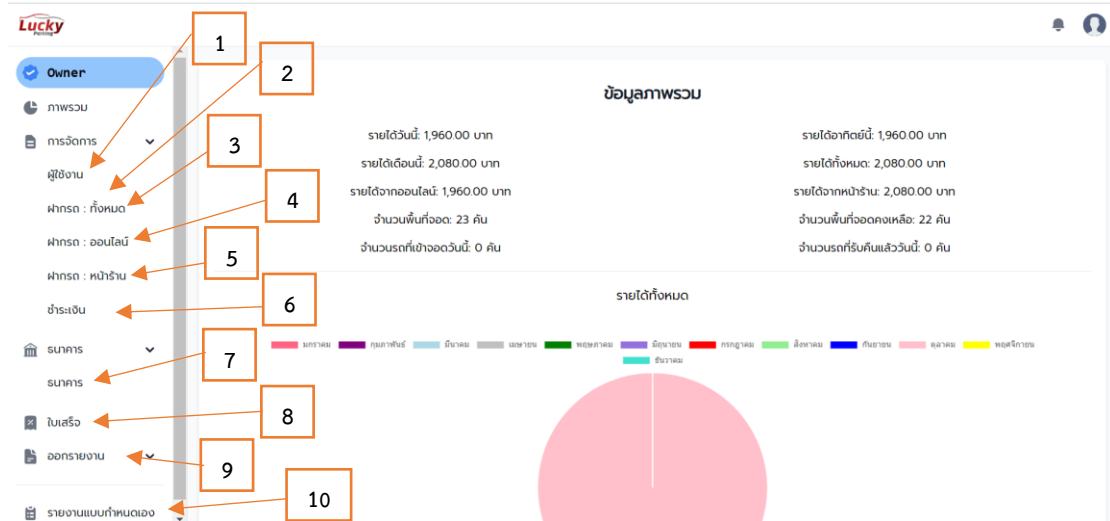 Lucky
Parking
1
2
3
4
5
6
7
8
9
10
Owner
ภาพรวม
การจัดการ
ผู้ใช้งาน
ฝากรถ : ทั้งหมด
ฝากรถ : ออนไลน์
ฝากรถ : หน้าร้าน
ชำระเงิน
ธนาคาร
ธนาคาร
ใบเสร็จ
ออกรายงาน
รายงานแบบกำหนดเอง
ข้อมูลภาพรวม
รายได้วันนี้: 1,960.00 บาท
รายได้อาทิตย์นี้: 1,960.00 บาท
รายได้เดือนนี้: 2,080.00 บาท
รายได้ทั้งหมด: 2,080.00 บาท
รายได้จากออนไลน์: 1,960.00 บาท
รายได้จากหน้าร้าน: 2,080.00 บาท
จำนวนพื้นที่จอด: 23 คัน
จำนวนพื้นที่จอดคงเหลือ: 22 คัน
จำนวนรถที่เข้าจอดวันนี้: 0 คัน
จำนวนรถที่รับคืนแล้ววันนี้: 0 คัน
รายได้ทั้งหมด
มกราคม กุมภาพันธ์ มีนาคม เมษายน พฤษภาคม มิถุนายน กรกฎาคม สิงหาคม กันยายน ตุลาคม พฤศจิกายน
ธันวาคม